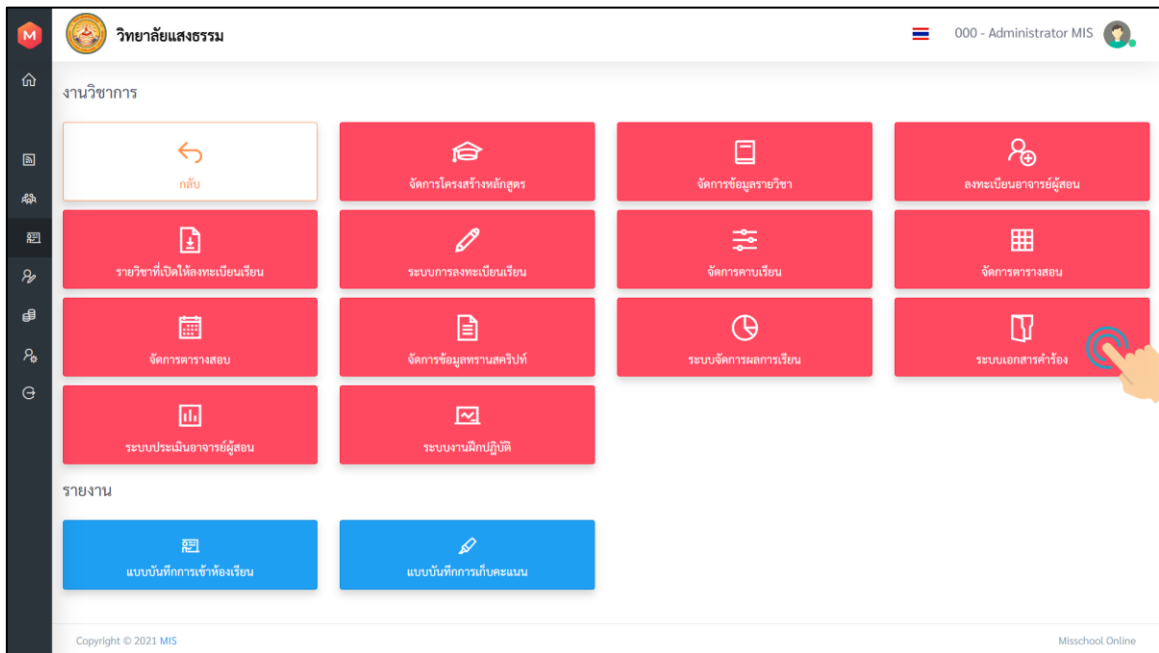 M
วิทยาลัยแสงธรรม
000 - Administrator MIS
งานวิชาการ
กลับ
จัดการโครงสร้างหลักสูตร
จัดการข้อมูลรายวิชา
ลงทะเบียนอาจารย์ผู้สอน
รายวิชาที่เปิดให้ลงทะเบียนเรียน
ระบบการลงทะเบียนเรียน
จัดการคาบเรียน
จัดการตารางสอน
จัดการตารางสอบ
จัดการข้อมูลทรานสคริปท์
ระบบจัดการผลการเรียน
ระบบเอกสารคำร้อง
ระบบประเมินอาจารย์ผู้สอน
ระบบงานฝึกปฏิบัติ
รายงาน
แบบบันทึกการเข้าห้องเรียน
แบบบันทึกการเก็บคะแนน
Copyright © 2021 MIS
Misschool Online